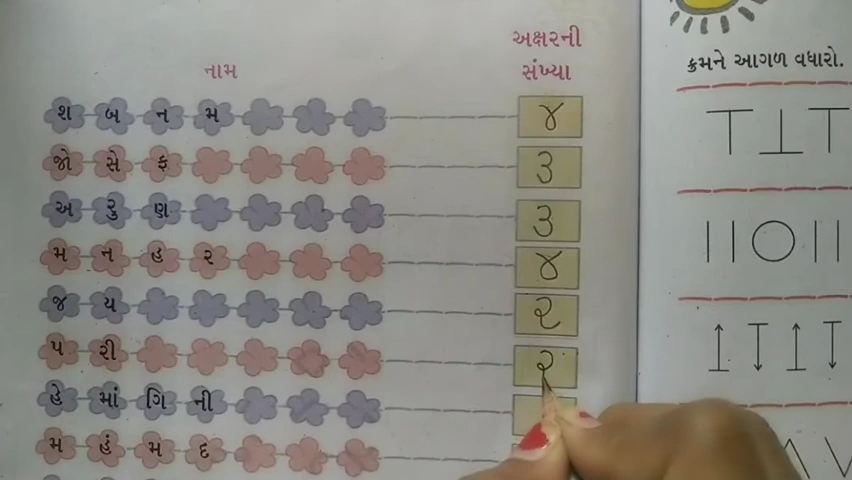 નામ
અક્ષરની
સંખ્યા
શ બ ન મ ૪
જો સે ફ ૩
અ રુ ણ ૩
મ ન હ ર ૪
જ ય ૨
પ રી ૨
હે માં ગિ ની
મ હં મ દ
ક્રમને આગળ વધારો.